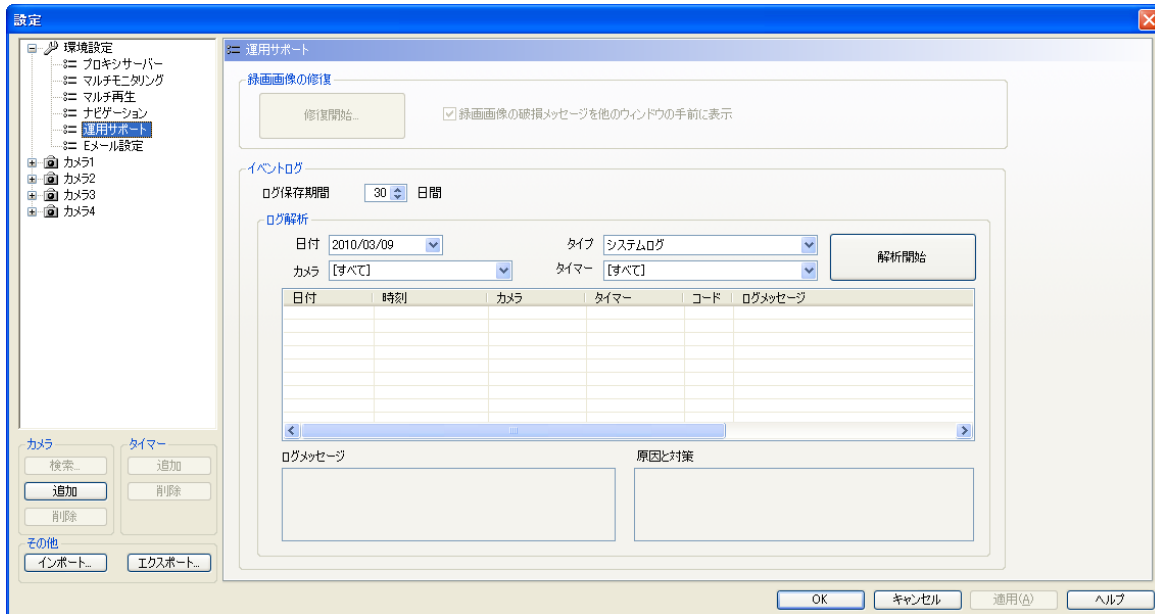 設定
環境設定
プロキシサーバー
マルチモニタリング
マルチ再生
ナビゲーション
運用サポート
Eメール設定
カメラ1
カメラ2
カメラ3
カメラ4
カメラ
検索...
追加
削除
タイマー
追加
削除
その他
インポート...
エクスポート...
運用サポート
録画画像の修復
修復開始...
録画画像の破損メッセージを他のウィンドウの手前に表示
イベントログ
ログ保存期間 30 日間
ログ解析
日付 2010/03/09 タイプ システムログ
カメラ [すべて] タイマー [すべて]
解析開始
日付 時刻 カメラ タイマー コード ログメッセージ
ログメッセージ 原因と対策
OK キャンセル 適用(A) ヘルプ